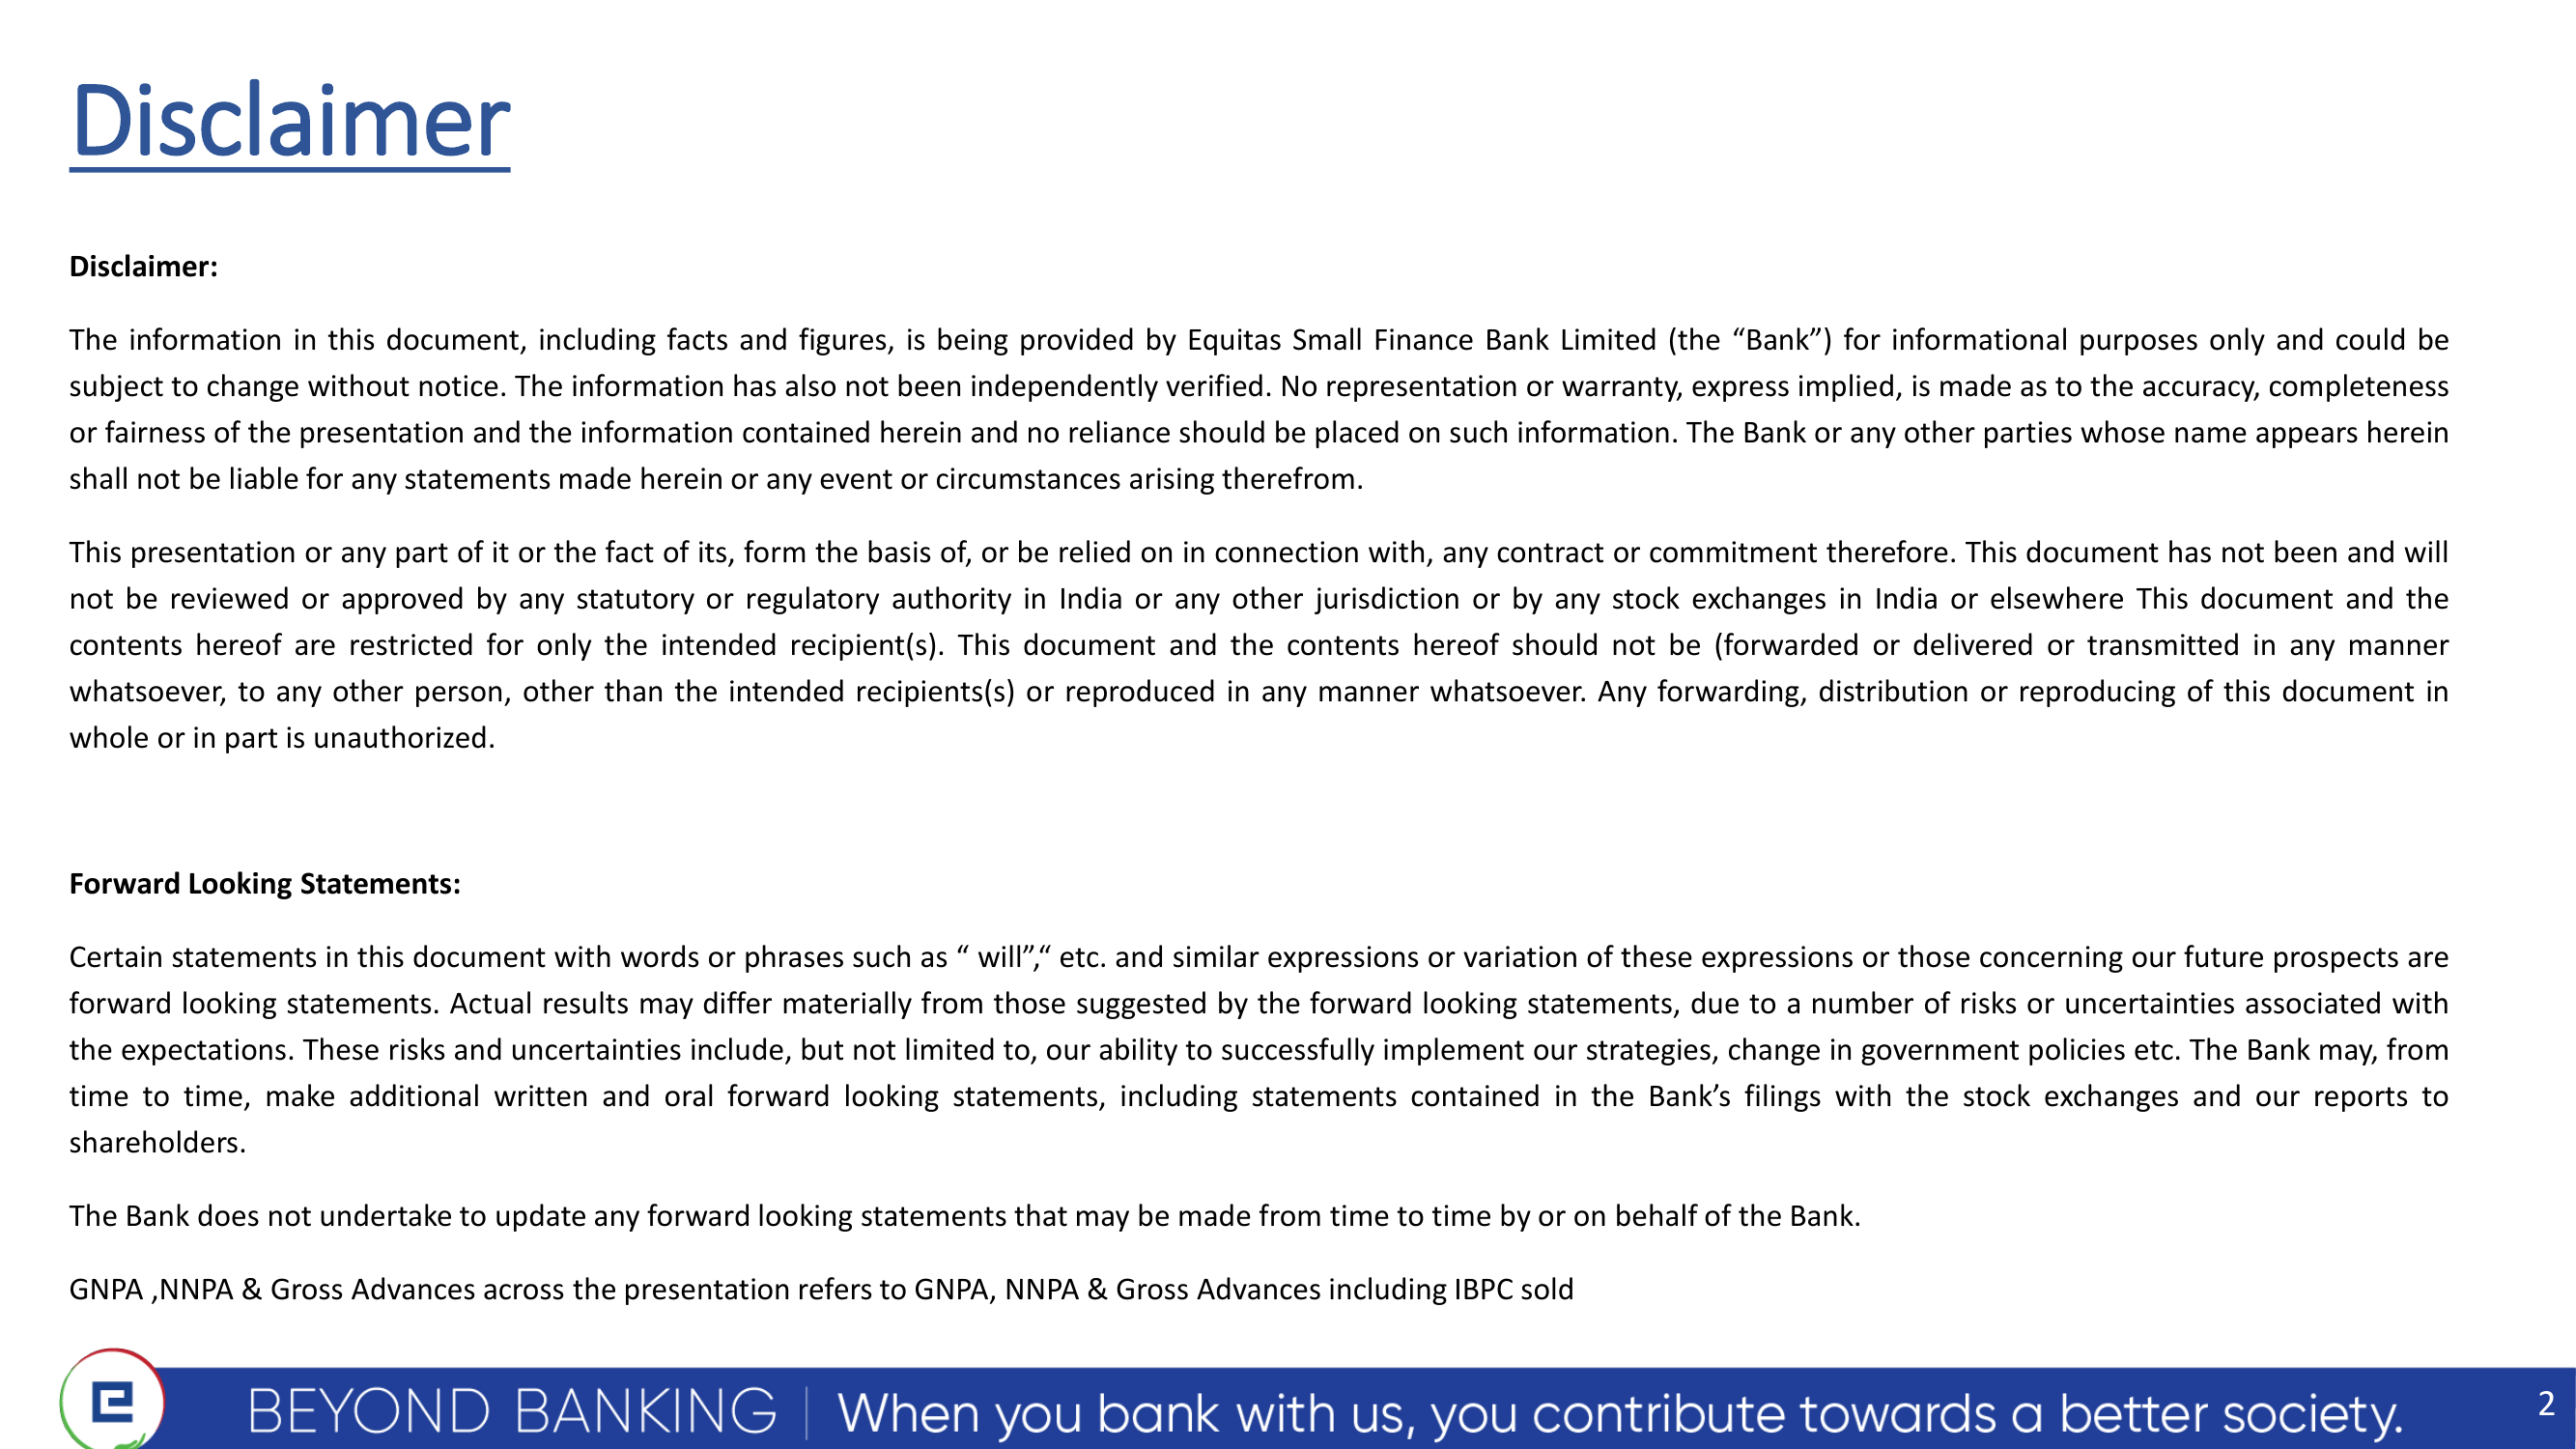 Disclaimer
Disclaimer:
The information in this document, including facts and figures, is being provided by Equitas Small Finance Bank Limited (the “Bank”) for informational purposes only and could be
subject to change without notice. The information has also not been independently verified. No representation or warranty, express implied, is made as to the accuracy, completeness
or fairness of the presentation and the information contained herein and no reliance should be placed on such information. The Bank or any other parties whose name appears herein
shall not be liable for any statements made herein or any event or circumstances arising therefrom.
This presentation or any part of it or the fact of its, form the basis of, or be relied on in connection with, any contract or commitment therefore. This document has not been and will
not be reviewed or approved by any statutory or regulatory authority in India or any other jurisdiction or by any stock exchanges in India or elsewhere This document and the
contents hereof are restricted for only the intended recipient(s). This document and the contents hereof should not be (forwarded or delivered or transmitted in any manner
whatsoever, to any other person, other than the intended recipients(s) or reproduced in any manner whatsoever. Any forwarding, distribution or reproducing of this document in
whole or in part is unauthorized.
Forward Looking Statements:
Certain statements in this document with words or phrases such as “ will”,“ etc. and similar expressions or variation of these expressions or those concerning our future prospects are
forward looking statements. Actual results may differ materially from those suggested by the forward looking statements, due to a number of risks or uncertainties associated with
the expectations. These risks and uncertainties include, but not limited to, our ability to successfully implement our strategies, change in government policies etc. The Bank may, from
time to time, make additional written and oral forward looking statements, including statements contained in the Bank’s filings with the stock exchanges and our reports to
shareholders.
The Bank does not undertake to update any forward looking statements that may be made from time to time by or on behalf of the Bank.
GNPA ,NNPA & Gross Advances across the presentation refers to GNPA, NNPA & Gross Advances including IBPC sold
BEYOND BANKING | When you bank with us, you contribute towards a better society.
2